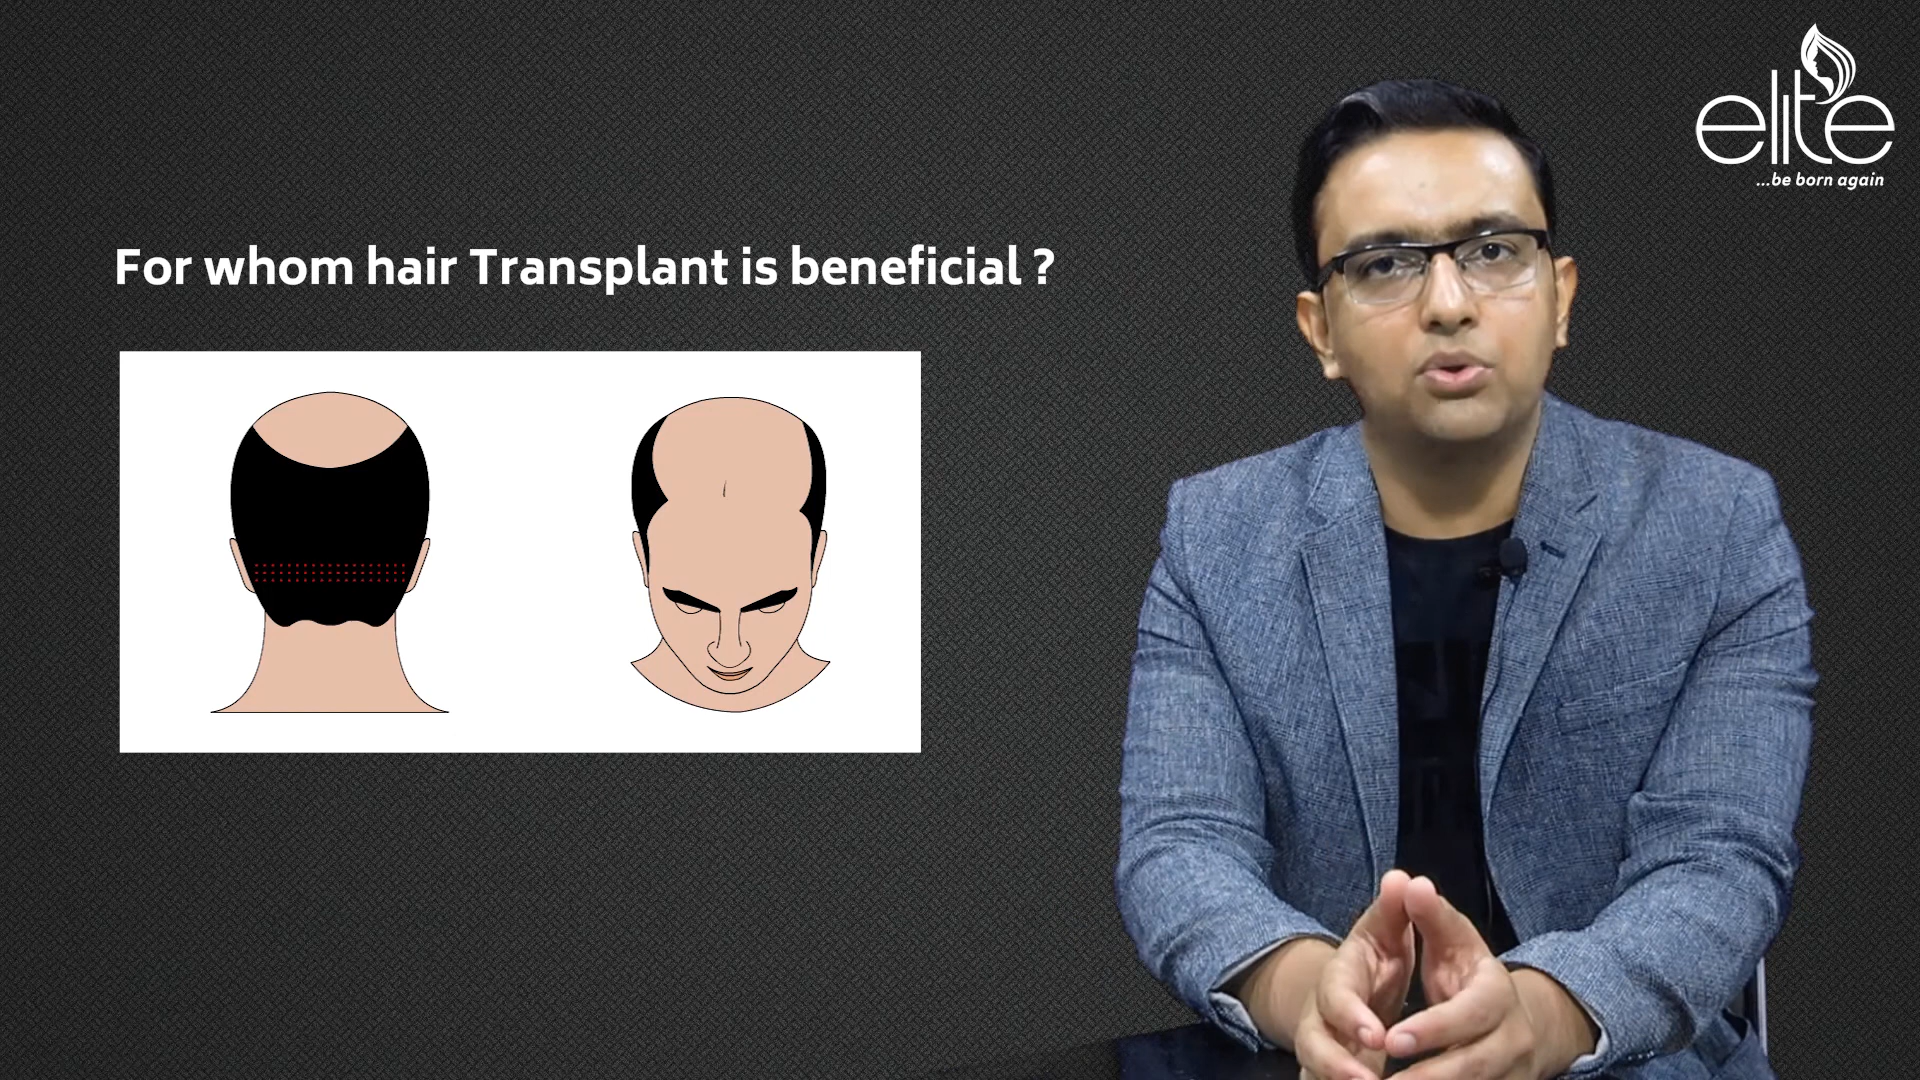 elite
...be born again
For whom hair Transplant is beneficial ?